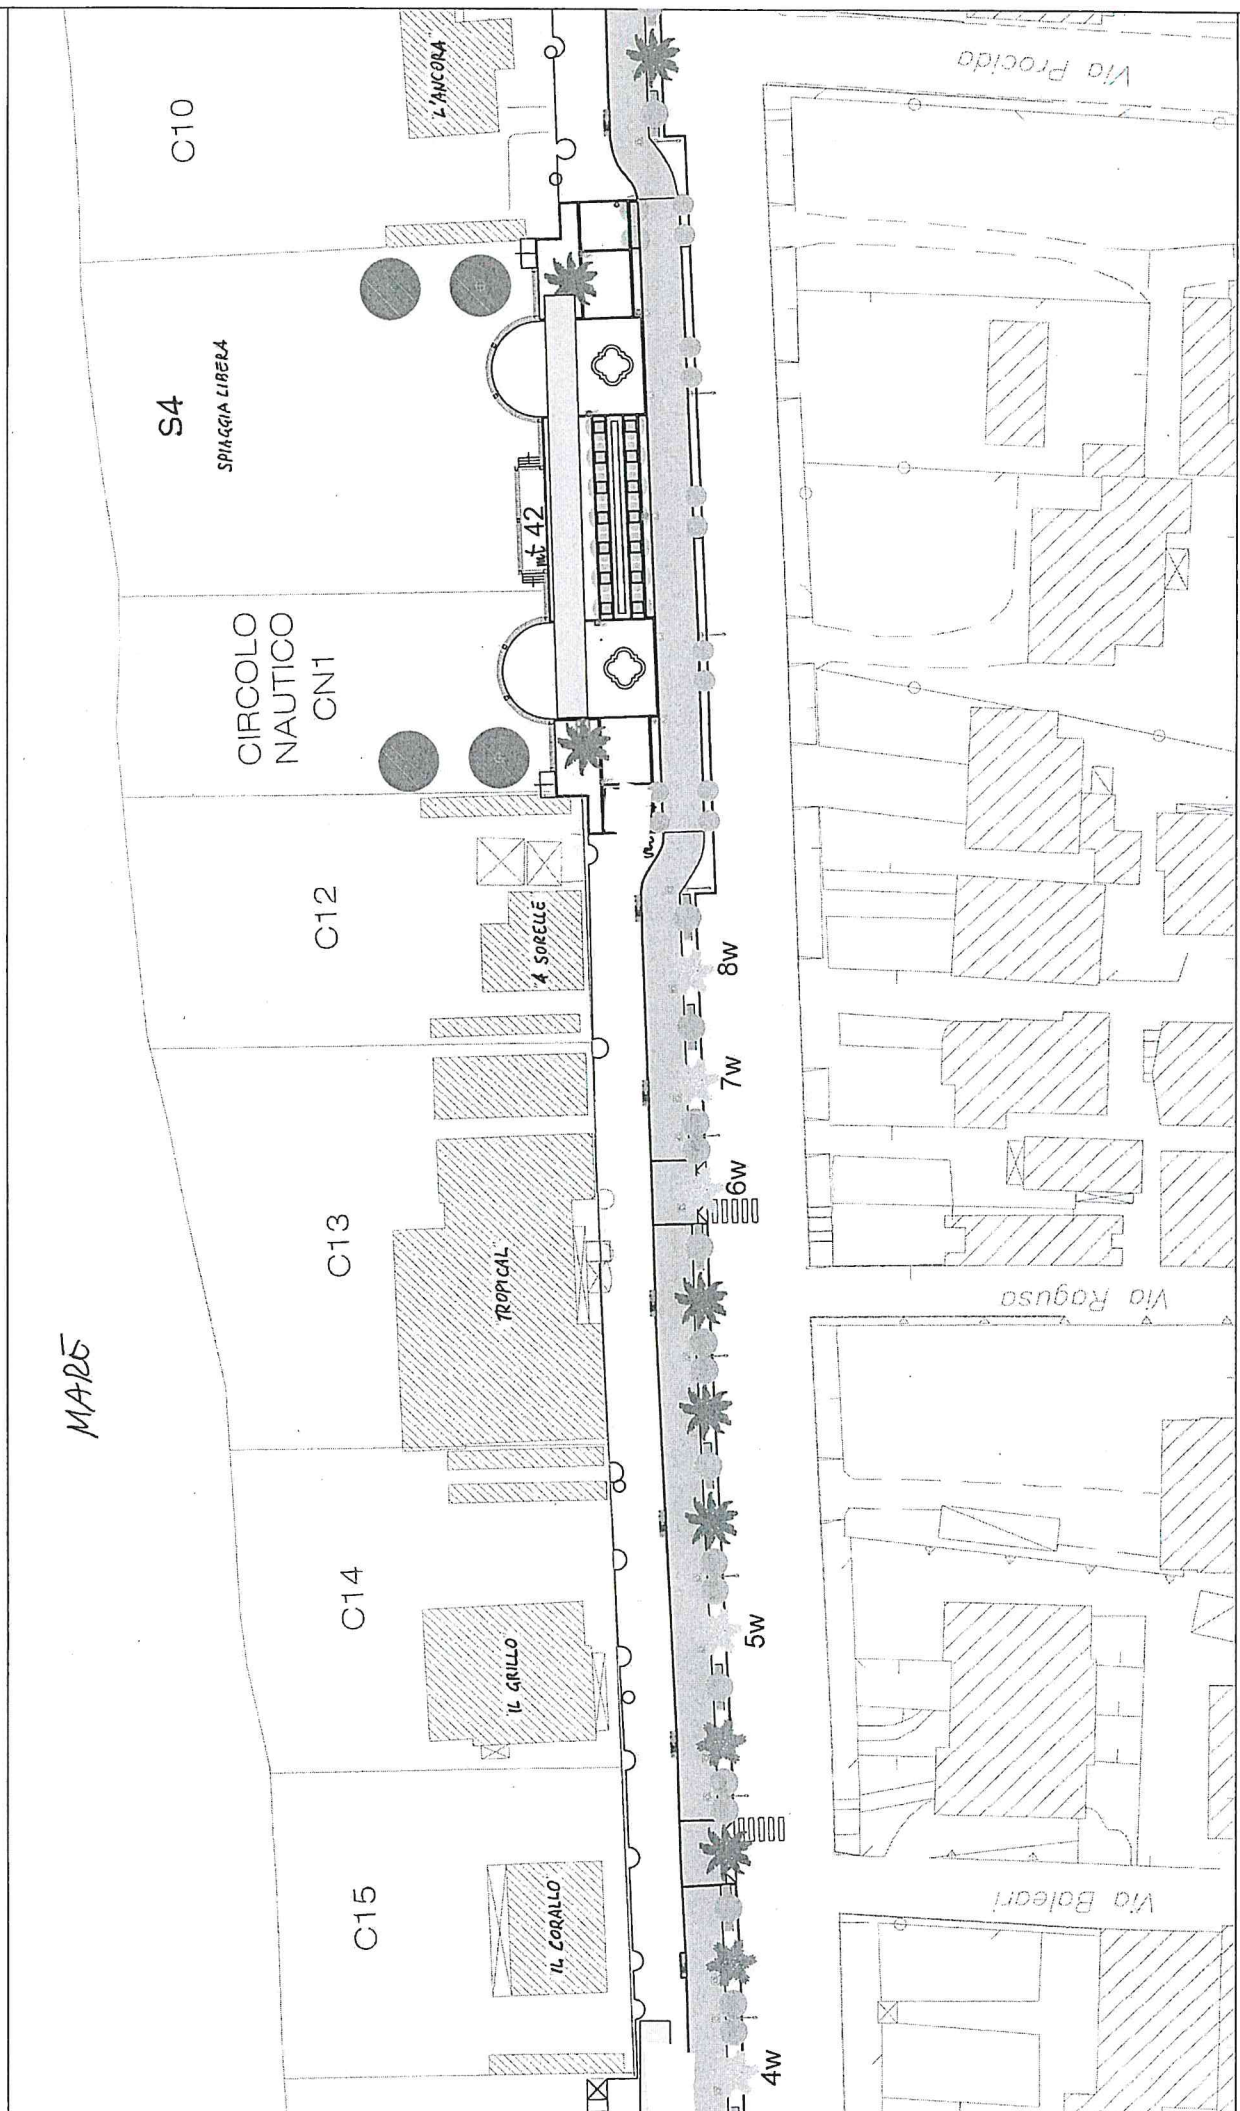 MARE
C15
"IL CORALLO"
C14
"IL GRILLO"
C13
"TROPICAL"
C12
"4 SORELLE"
CIRCOLO
NAUTICO
CN1
S4
SPIAGGIA LIBERA
C10
"L'ANCORA"
mt 42
4w
5w
6w
7w
8w
Via Baleari
Via Ragusa
Via Procida